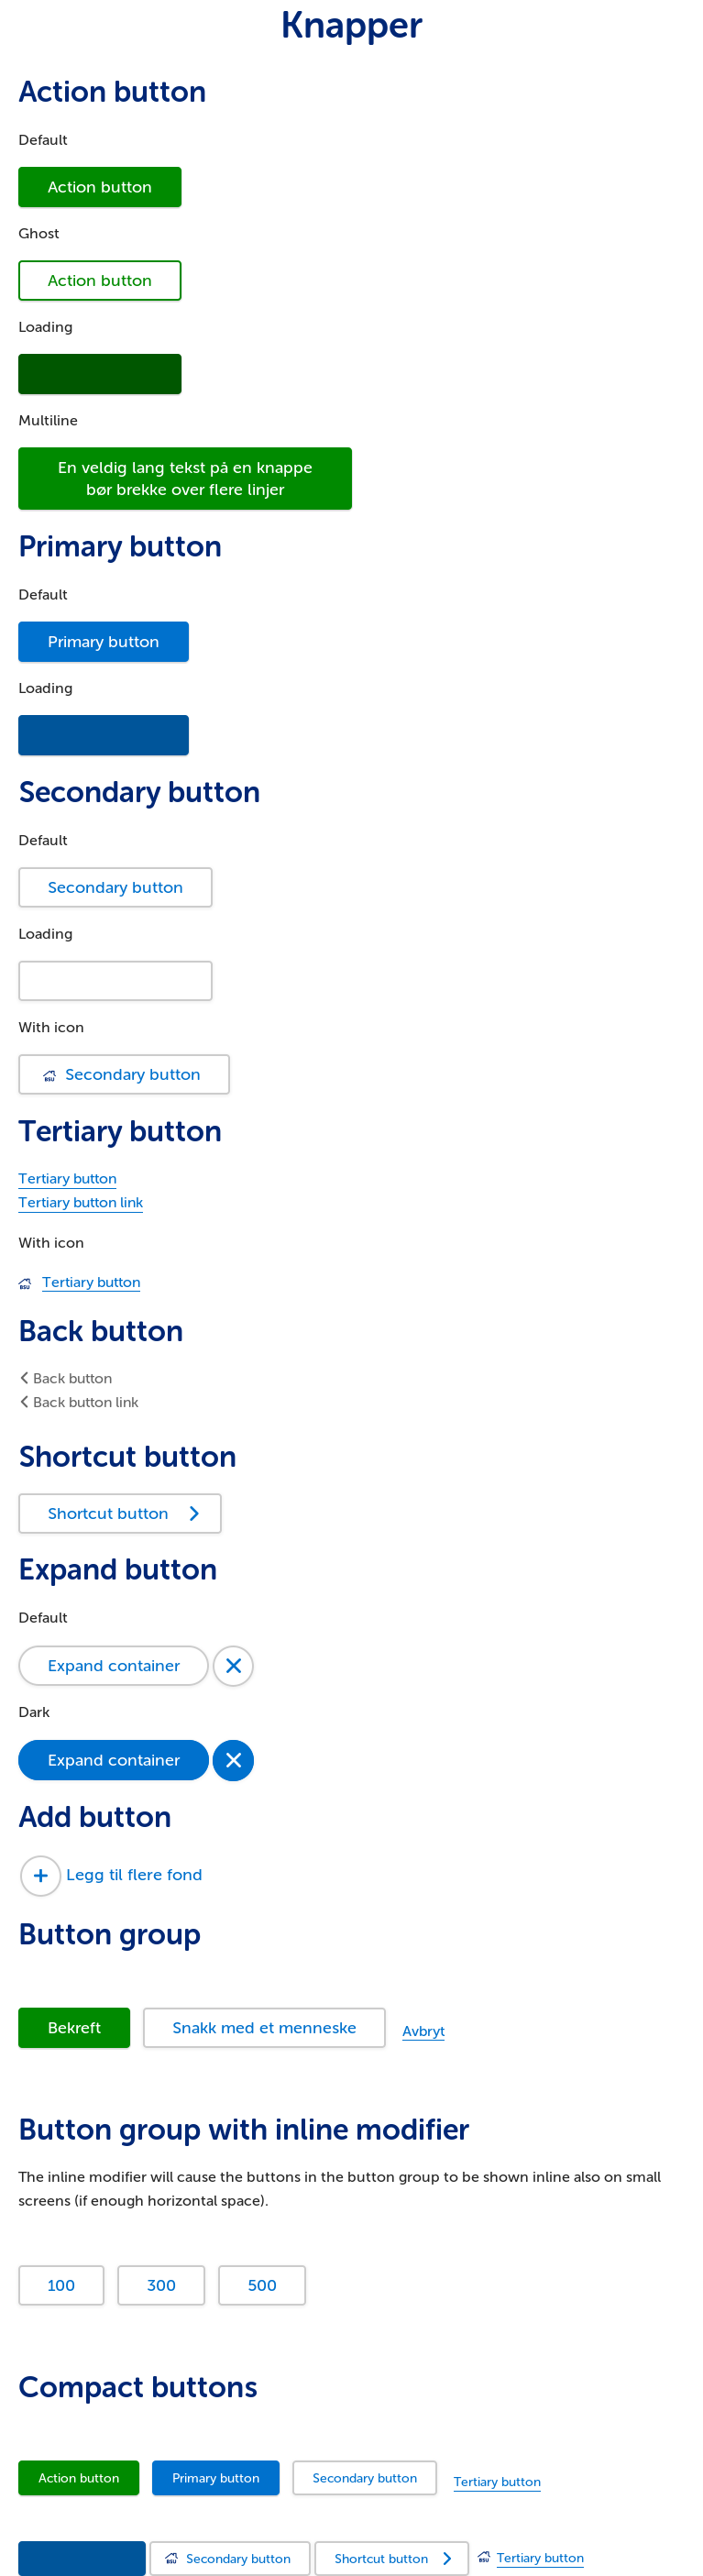 Knapper
Action button
Default
Action button
Ghost
Action button
Loading
Multiline
En veldig lang tekst på en knappe
bør brekke over flere linjer
Primary button
Default
Primary button
Loading
Secondary button
Default
Secondary button
Loading
With icon
BSU Secondary button
Tertiary button
Tertiary button
Tertiary button link
With icon
BSU Tertiary button
Back button
Back button
Back button link
Shortcut button
Shortcut button
Expand button
Default
Expand container
Dark
Expand container
Add button
Legg til flere fond
Button group
Bekreft Snakk med et menneske Avbryt
Button group with inline modifier
The inline modifier will cause the buttons in the button group to be shown inline also on small
screens (if enough horizontal space).
100 300 500
Compact buttons
Action button Primary button Secondary button Tertiary button
BSU Secondary button Shortcut button BSU Tertiary button